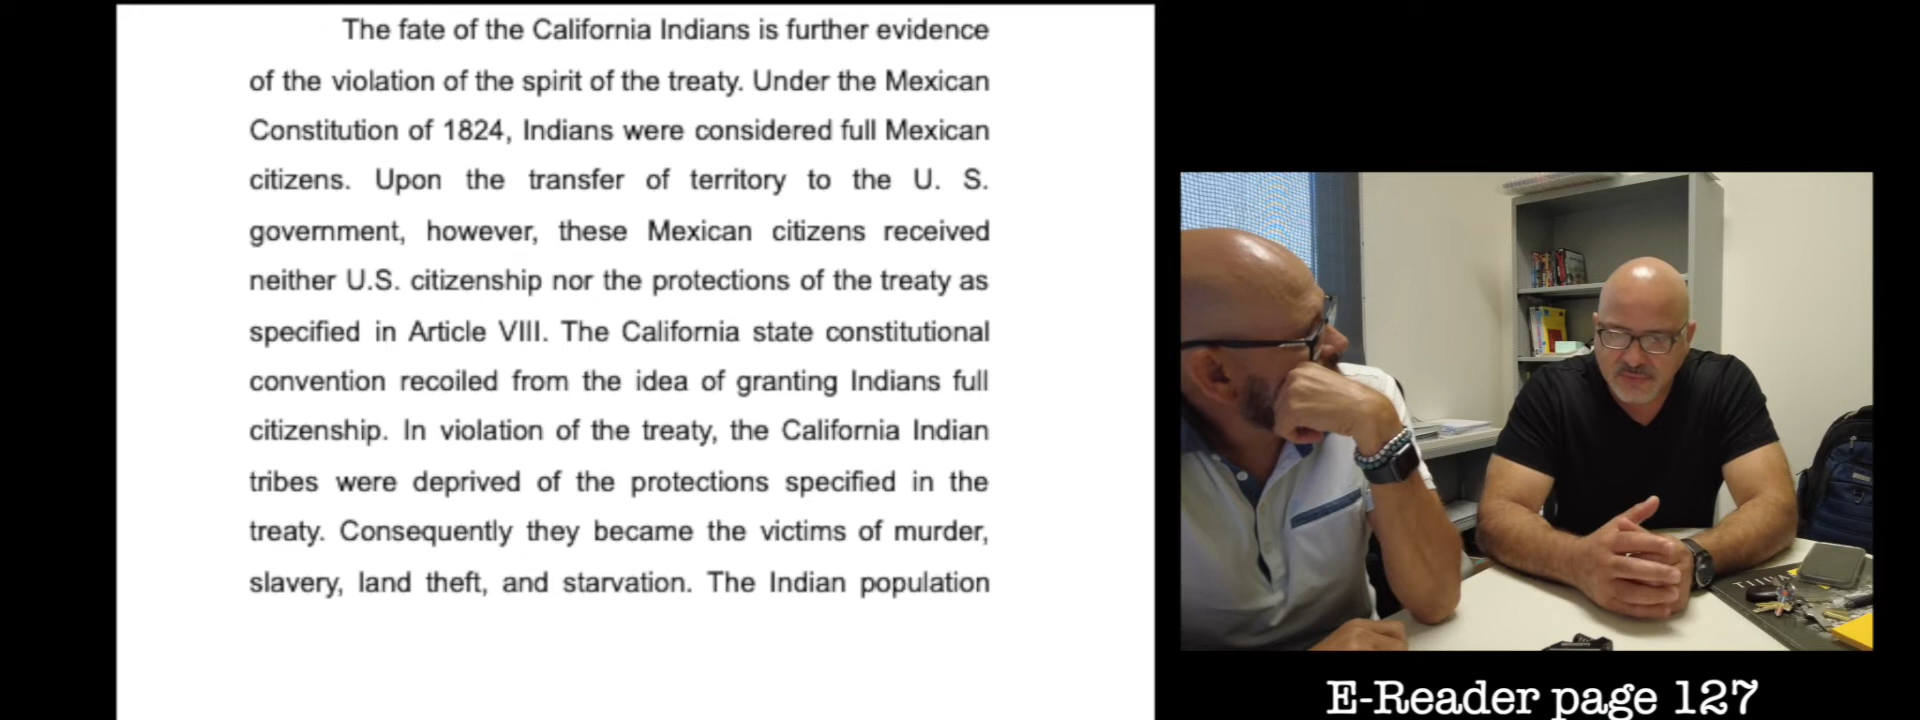 The fate of the California Indians is further evidence
of the violation of the spirit of the treaty. Under the Mexican
Constitution of 1824, Indians were considered full Mexican
citizens. Upon the transfer of territory to the U. S.
government, however, these Mexican citizens received
neither U.S. citizenship nor the protections of the treaty as
specified in Article VIII. The California state constitutional
convention recoiled from the idea of granting Indians full
citizenship. In violation of the treaty, the California Indian
tribes were deprived of the protections specified in the
treaty. Consequently they became the victims of murder,
slavery, land theft, and starvation. The Indian population
E-Reader page 127